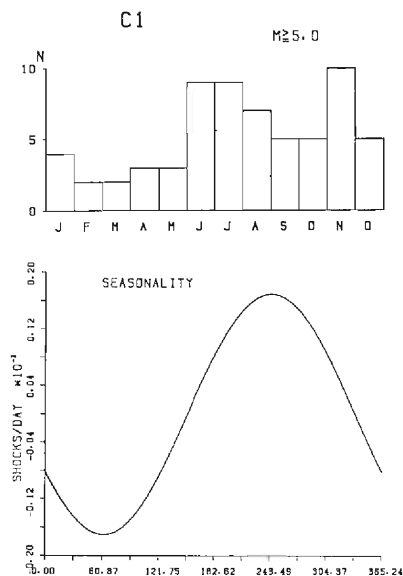 C1
M≧5.0
N
10
5
0
J F M A M J J A S O N D
SEASONALITY
SHOCKS/DAY *10⁻³
0.20
0.12
0.04
-0.04
-0.12
-0.20
0.00 60.87 121.75 182.62 243.49 304.37 365.24